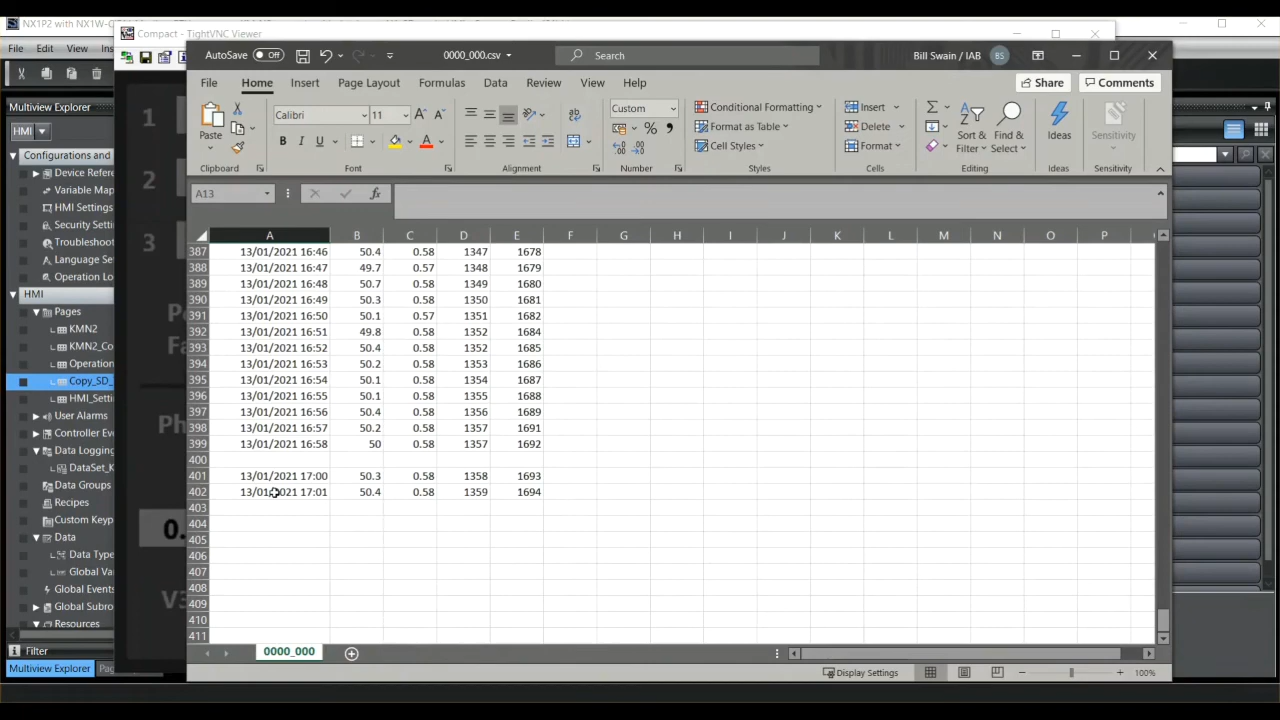 NX1P2 with NX1W-
Compact - TightVNC Viewer
File Edit View
AutoSave Off 0000_000.csv Search Bill Swain / IAB BS
File Home Insert Page Layout Formulas Data Review View Help Share Comments
Paste Calibri 11 Custom Conditional Formatting Format as Table Cell Styles Insert Delete Format Sort & Filter Find & Select Ideas Sensitivity
Clipboard Font Alignment Number Styles Cells Editing Ideas Sensitivity
A13 fx
A B C D E F G H I J K L M N O P
387 13/01/2021 16:46 50.4 0.58 1347 1678
388 13/01/2021 16:47 49.7 0.57 1348 1679
389 13/01/2021 16:48 50.7 0.58 1349 1680
390 13/01/2021 16:49 50.3 0.58 1350 1681
391 13/01/2021 16:50 50.1 0.57 1351 1682
392 13/01/2021 16:51 49.8 0.58 1352 1684
393 13/01/2021 16:52 50.4 0.58 1352 1685
394 13/01/2021 16:53 50.2 0.58 1353 1686
395 13/01/2021 16:54 50.1 0.58 1354 1687
396 13/01/2021 16:55 50.1 0.58 1355 1688
397 13/01/2021 16:56 50.4 0.58 1356 1689
398 13/01/2021 16:57 50.2 0.58 1357 1691
399 13/01/2021 16:58 50 0.58 1357 1692
400
401 13/01/2021 17:00 50.3 0.58 1358 1693
402 13/01/2021 17:01 50.4 0.58 1359 1694
403
404
405
406
407
408
409
410
411
0000_000
Display Settings 100%
Multiview Explorer
HMI
Configurations and
Device Refere
Variable Map
HMI Settings
Security Setti
Troubleshoot
Language Se
Operation Lo
HMI
Pages
KMN2
KMN2_Co
Operation
Copy_SD_
HMI_Setti
User Alarms
Controller Eve
Data Logging
DataSet_K
Data Groups
Recipes
Custom Keyp
Data
Data Type
Global Va
Global Events
Global Subro
Resources
Filter
Multiview Explorer Pag
1
2
3
Po
Fa
Ph
0.
V3